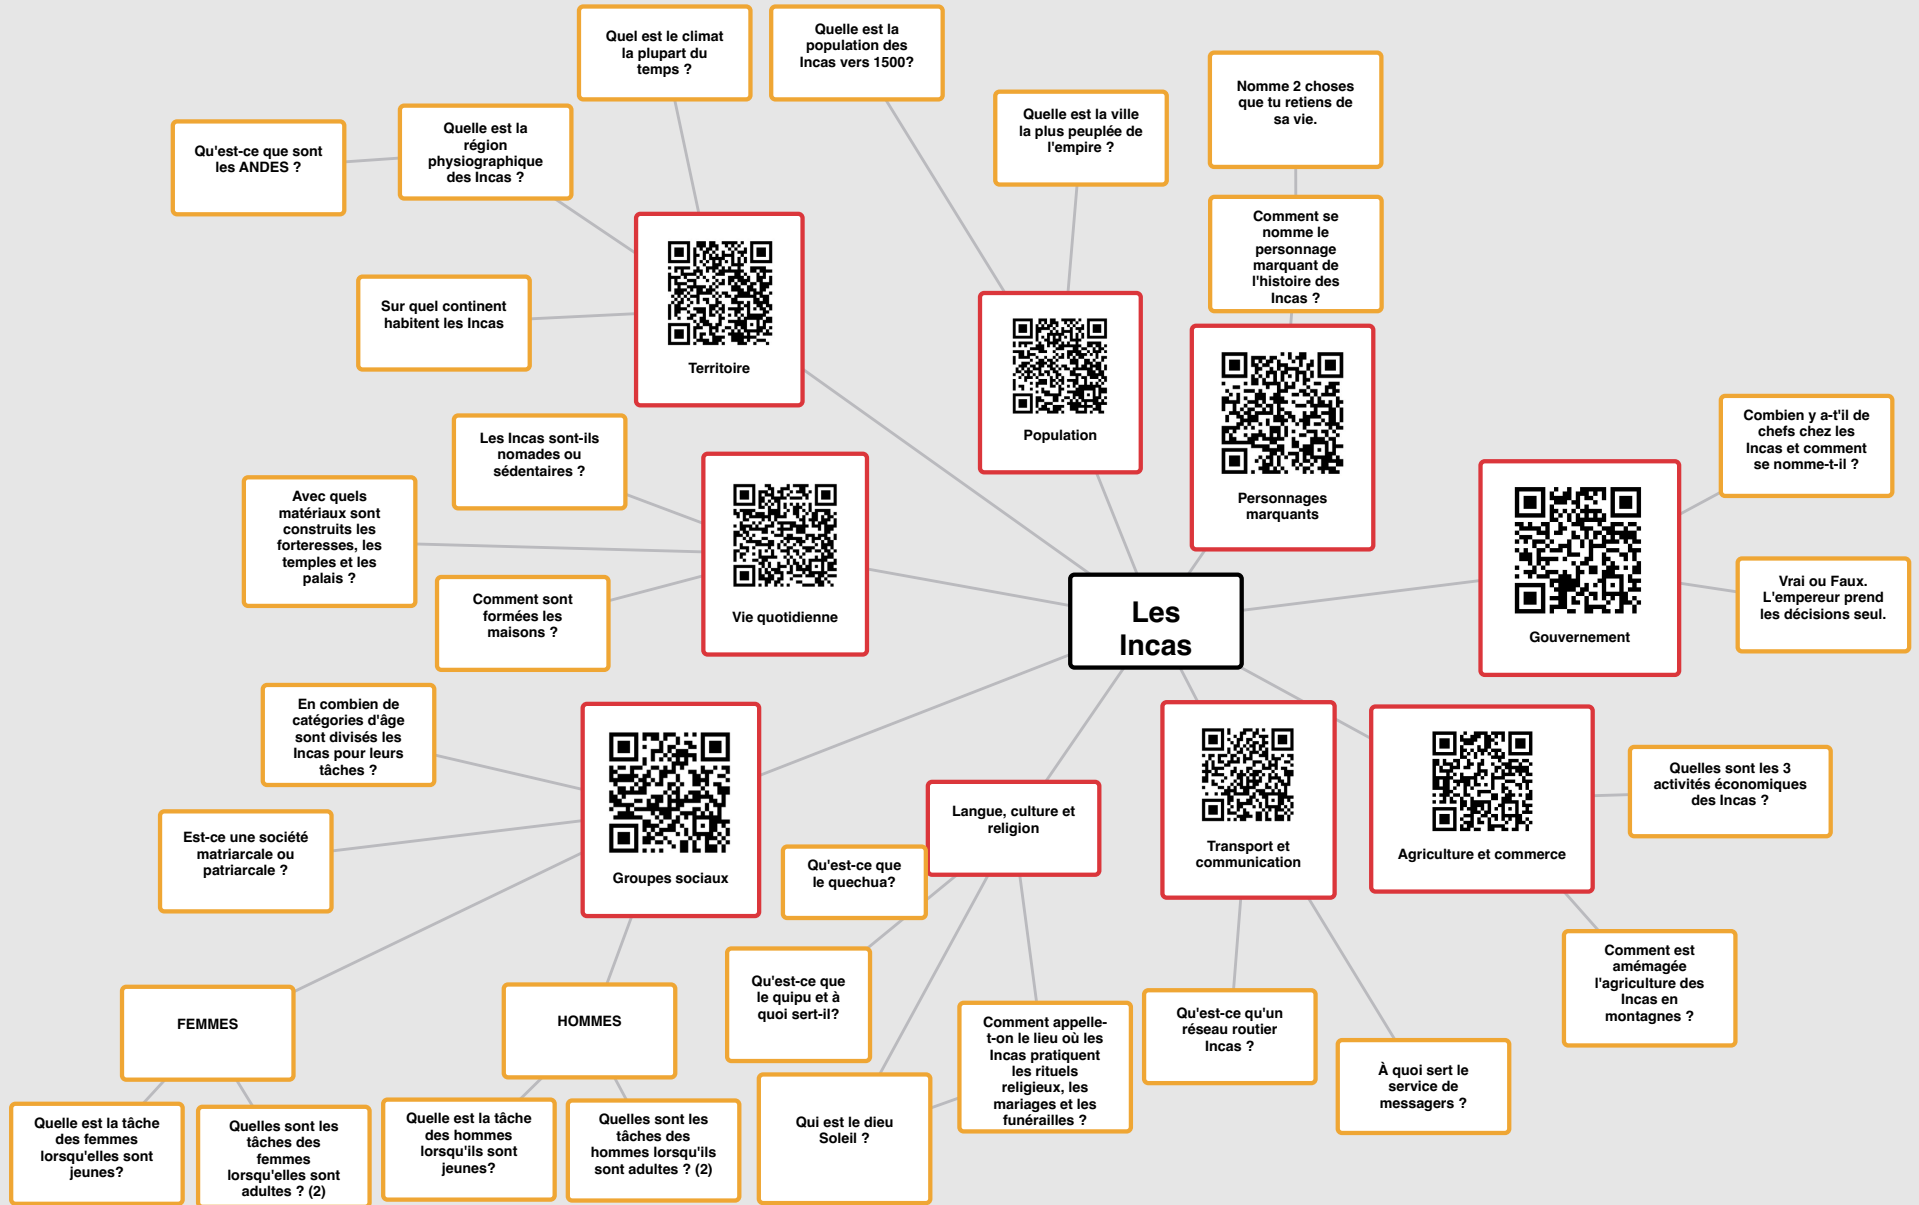 Quel est le climat
la plupart du
temps ?
Quelle est la
population des
Incas vers 1500?
Nomme 2 choses
que tu retiens de
sa vie.
Quelle est la ville
la plus peuplée de
l'empire ?
Qu'est-ce que sont
les ANDES ?
Quelle est la
région
physiographique
des Incas ?
Comment se
nomme le
personnage
marquant de
l'histoire des
Incas ?
Sur quel continent
habitent les Incas
Territoire
Population
Personnages
marquants
Combien y a-t'il de
chefs chez les
Incas et comment
se nomme-t-il ?
Les Incas sont-ils
nomades ou
sédentaires ?
Avec quels
matériaux sont
construits les
forteresses, les
temples et les
palais ?
Comment sont
formées les
maisons ?
Vie quotidienne
Les
Incas
Gouvernement
Vrai ou Faux.
L'empereur prend
les décisions seul.
En combien de
catégories d'âge
sont divisés les
Incas pour leurs
tâches ?
Est-ce une société
matriarcale ou
patriarcale ?
Groupes sociaux
Langue, culture et
religion
Qu'est-ce que
le quechua?
Transport et
communication
Agriculture et commerce
Quelles sont les 3
activités économiques
des Incas ?
Comment est
amémagée
l'agriculture des
Incas en
montagnes ?
FEMMES
HOMMES
Qu'est-ce que
le quipu et à
quoi sert-il?
Comment appelle-
t-on le lieu où les
Incas pratiquent
les rituels
religieux, les
mariages et les
funérailles ?
Qu'est-ce qu'un
réseau routier
Incas ?
À quoi sert le
service de
messagers ?
Quelle est la tâche
des femmes
lorsqu'elles sont
jeunes?
Quelles sont les
tâches des
femmes
lorsqu'elles sont
adultes ? (2)
Quelle est la tâche
des hommes
lorsqu'ils sont
jeunes?
Quelles sont les
tâches des
hommes lorsqu'ils
sont adultes ? (2)
Qui est le dieu
Soleil ?